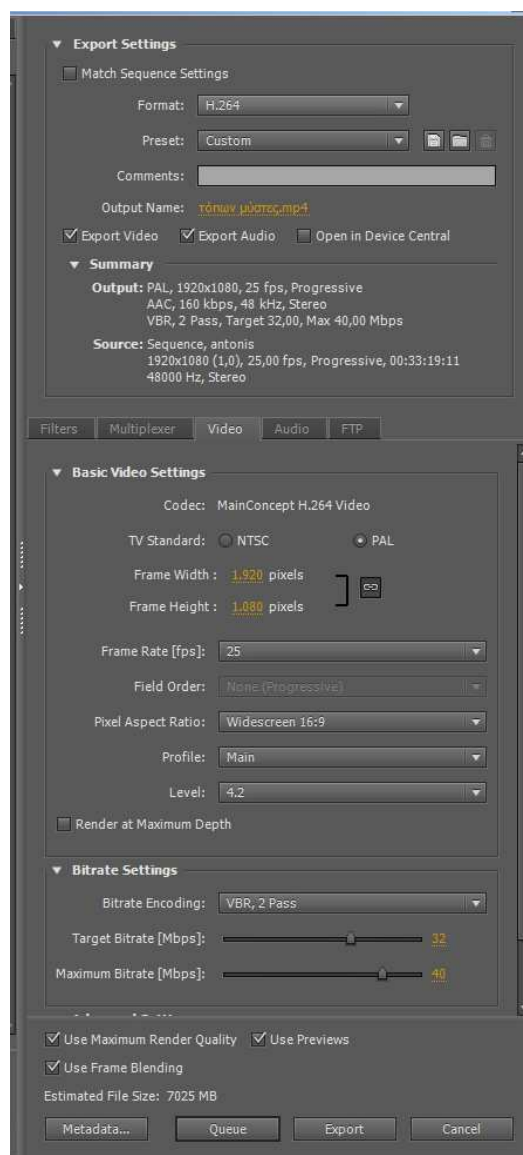 Export Settings
Match Sequence Settings
Format: H.264
Preset: Custom
Comments:
Output Name: τόπων μύστες.mp4
Export Video Export Audio Open in Device Central
Summary
Output: PAL, 1920x1080, 25 fps, Progressive
AAC, 160 kbps, 48 kHz, Stereo
VBR, 2 Pass, Target 32,00, Max 40,00 Mbps
Source: Sequence, antonis
1920x1080 (1,0), 25,00 fps, Progressive, 00:33:19:11
48000 Hz, Stereo
Filters Multiplexer Video Audio FTP
Basic Video Settings
Codec: MainConcept H.264 Video
TV Standard: NTSC PAL
Frame Width : 1.920 pixels
Frame Height : 1.080 pixels
Frame Rate [fps]: 25
Field Order: None (Progressive)
Pixel Aspect Ratio: Widescreen 16:9
Profile: Main
Level: 4.2
Render at Maximum Depth
Bitrate Settings
Bitrate Encoding: VBR, 2 Pass
Target Bitrate [Mbps]: 32
Maximum Bitrate [Mbps]: 40
Use Maximum Render Quality Use Previews
Use Frame Blending
Estimated File Size: 7025 MB
Metadata... Queue Export Cancel